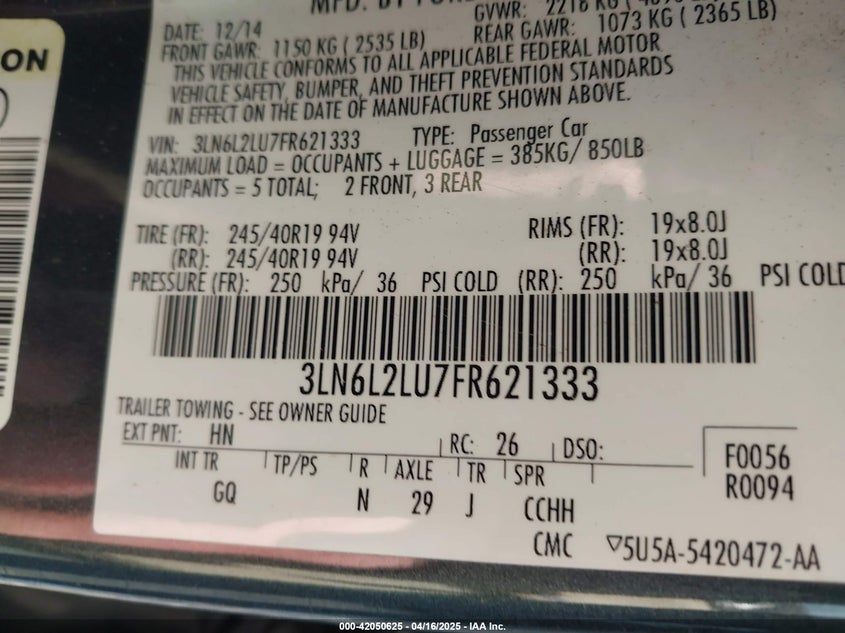 MFD. BY FORD
DATE: 12/14
GVWR: 2216 KG
FRONT GAWR: 1150 KG ( 2535 LB)
REAR GAWR: 1073 KG ( 2365 LB)
THIS VEHICLE CONFORMS TO ALL APPLICABLE FEDERAL MOTOR
VEHICLE SAFETY, BUMPER, AND THEFT PREVENTION STANDARDS
IN EFFECT ON THE DATE OF MANUFACTURE SHOWN ABOVE.
VIN: 3LN6L2LU7FR621333 TYPE: Passenger Car
MAXIMUM LOAD = OCCUPANTS + LUGGAGE = 385KG/ 850LB
OCCUPANTS = 5 TOTAL; 2 FRONT, 3 REAR
TIRE (FR): 245/40R19 94V RIMS (FR): 19x8.0J
(RR): 245/40R19 94V (RR): 19x8.0J
PRESSURE (FR): 250 kPa/ 36 PSI COLD (RR): 250 kPa/ 36 PSI COLD
3LN6L2LU7FR621333
TRAILER TOWING - SEE OWNER GUIDE
EXT PNT: HN RC: 26 DSO:
INT TR TP/PS R AXLE TR SPR
GQ N 29 J CCHH
F0056
R0094
CMC ▽5U5A-5420472-AA
ON
000-42050625 - 04/16/2025 - IAA Inc.